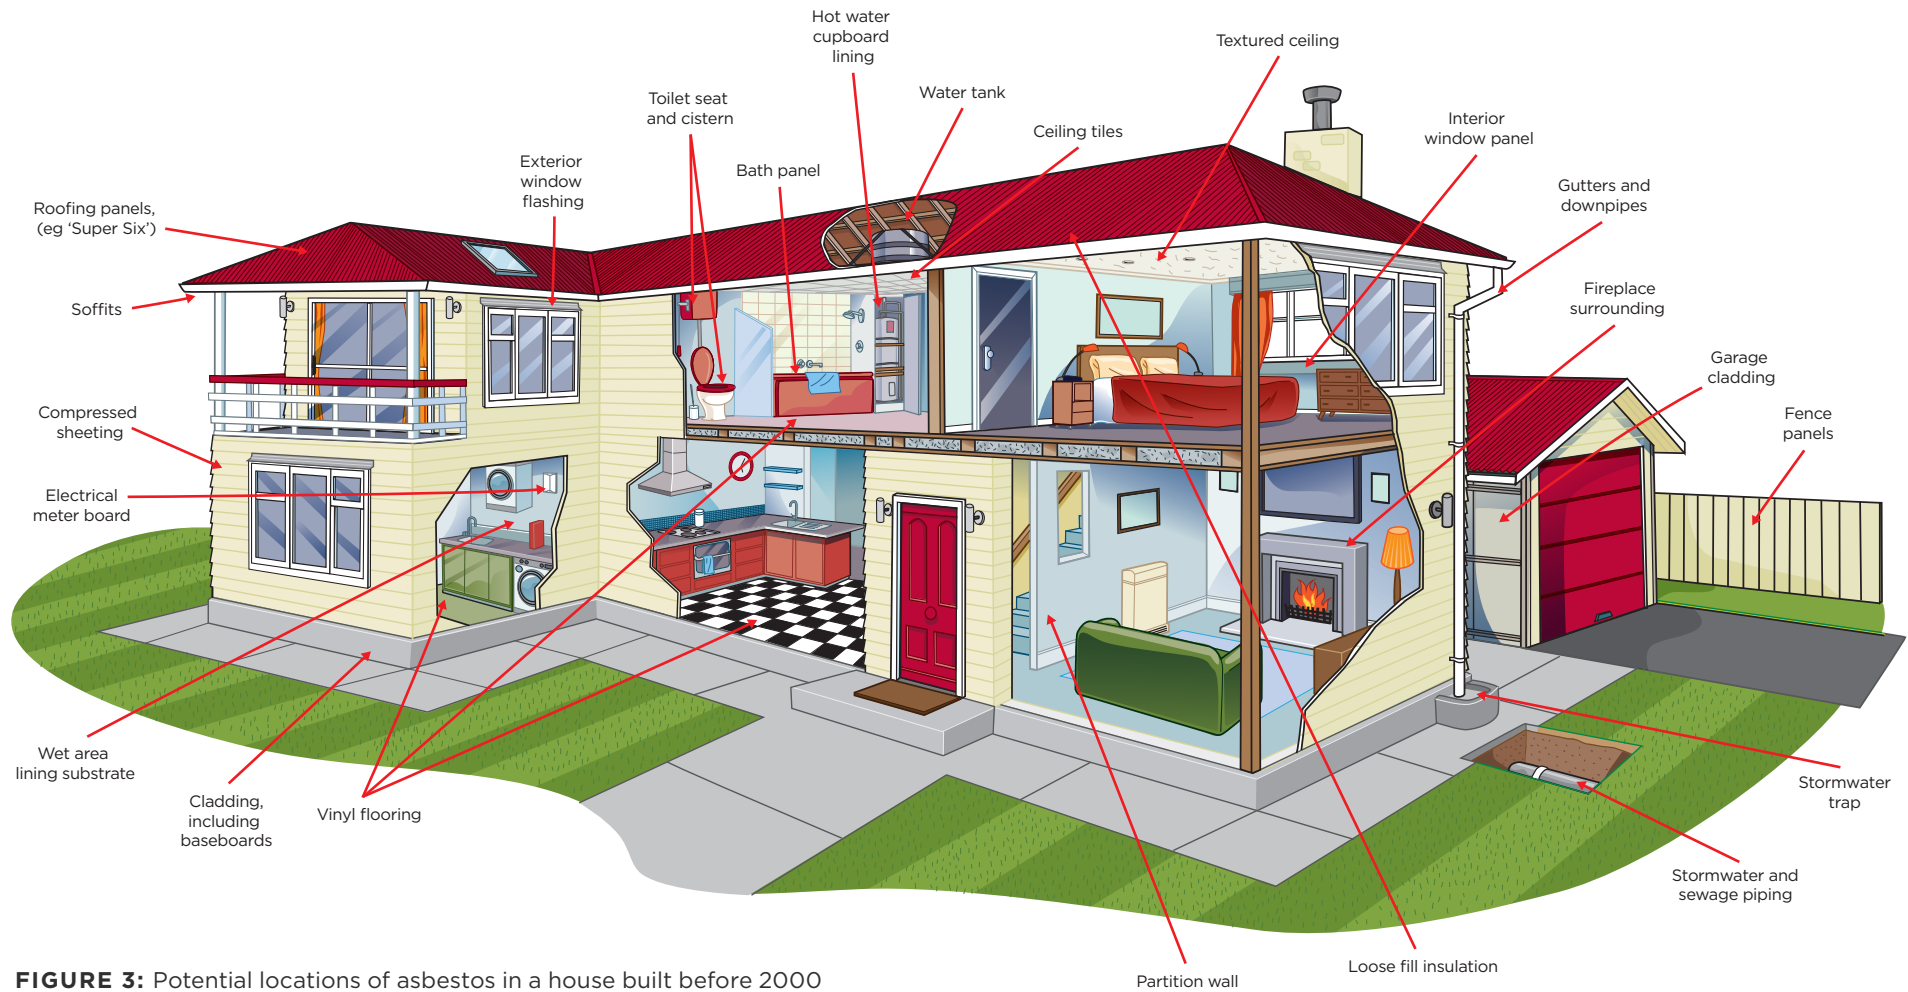 Hot water
cupboard
lining
Textured ceiling
Toilet seat
and cistern
Water tank
Ceiling tiles
Interior
window panel
Exterior
window
flashing
Bath panel
Gutters and
downpipes
Roofing panels,
(eg ‘Super Six’)
Soffits
Fireplace
surrounding
Garage
cladding
Compressed
sheeting
Fence
panels
Electrical
meter board
Wet area
lining substrate
Cladding,
including
baseboards
Vinyl flooring
Stormwater
trap
Stormwater and
sewage piping
Loose fill insulation
Partition wall
FIGURE 3: Potential locations of asbestos in a house built before 2000